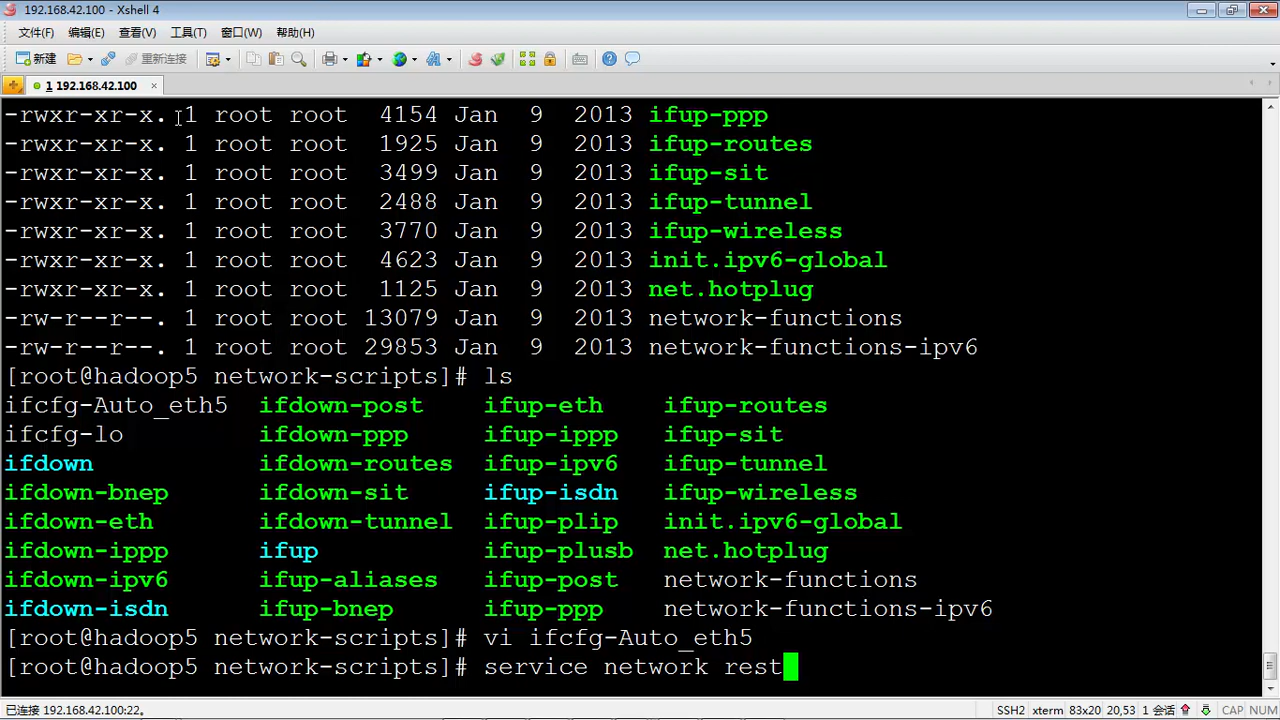 192.168.42.100 - Xshell 4
文件(F) 编辑(E) 查看(V) 工具(T) 窗口(W) 帮助(H)
新建 重新连接
1 192.168.42.100
-rwxr-xr-x. 1 root root 4154 Jan 9 2013 ifup-ppp
-rwxr-xr-x. 1 root root 1925 Jan 9 2013 ifup-routes
-rwxr-xr-x. 1 root root 3499 Jan 9 2013 ifup-sit
-rwxr-xr-x. 1 root root 2488 Jan 9 2013 ifup-tunnel
-rwxr-xr-x. 1 root root 3770 Jan 9 2013 ifup-wireless
-rwxr-xr-x. 1 root root 4623 Jan 9 2013 init.ipv6-global
-rwxr-xr-x. 1 root root 1125 Jan 9 2013 net.hotplug
-rw-r--r--. 1 root root 13079 Jan 9 2013 network-functions
-rw-r--r--. 1 root root 29853 Jan 9 2013 network-functions-ipv6
[root@hadoop5 network-scripts]# ls
ifcfg-Auto_eth5 ifdown-post ifup-eth ifup-routes
ifcfg-lo ifdown-ppp ifup-ippp ifup-sit
ifdown ifdown-routes ifup-ipv6 ifup-tunnel
ifdown-bnep ifdown-sit ifup-isdn ifup-wireless
ifdown-eth ifdown-tunnel ifup-plip init.ipv6-global
ifdown-ippp ifup ifup-plusb net.hotplug
ifdown-ipv6 ifup-aliases ifup-post network-functions
ifdown-isdn ifup-bnep ifup-ppp network-functions-ipv6
[root@hadoop5 network-scripts]# vi ifcfg-Auto_eth5
[root@hadoop5 network-scripts]# service network rest
已连接 192.168.42.100:22。 SSH2 xterm 83x20 20,53 1 会话 CAP NUM